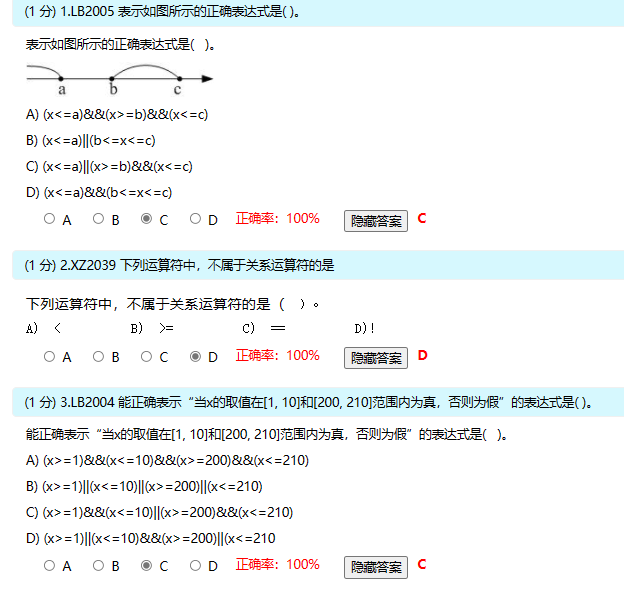 (1 分) 1.LB2005 表示如图所示的正确表达式是( )。
表示如图所示的正确表达式是( )。
a b c
A) (x<=a)&&(x>=b)&&(x<=c)
B) (x<=a)||(b<=x<=c)
C) (x<=a)||(x>=b)&&(x<=c)
D) (x<=a)&&(b<=x<=c)
A B C D 正确率：100% 隐藏答案 C
(1 分) 2.XZ2039 下列运算符中，不属于关系运算符的是
下列运算符中，不属于关系运算符的是（ ）。
A) < B) >= C) == D)!
A B C D 正确率：100% 隐藏答案 D
(1 分) 3.LB2004 能正确表示“当x的取值在[1, 10]和[200, 210]范围内为真，否则为假”的表达式是( )。
能正确表示“当x的取值在[1, 10]和[200, 210]范围内为真，否则为假”的表达式是( )。
A) (x>=1)&&(x<=10)&&(x>=200)&&(x<=210)
B) (x>=1)||(x<=10)||(x>=200)||(x<=210)
C) (x>=1)&&(x<=10)||(x>=200)&&(x<=210)
D) (x>=1)||(x<=10)&&(x>=200)||(x<=210
A B C D 正确率：100% 隐藏答案 C